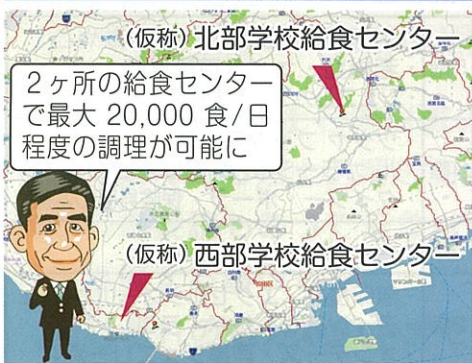 (仮称) 北部学校給食センター
２ヶ所の給食センター
で最大 20,000 食/日
程度の調理が可能に
(仮称) 西部学校給食センター